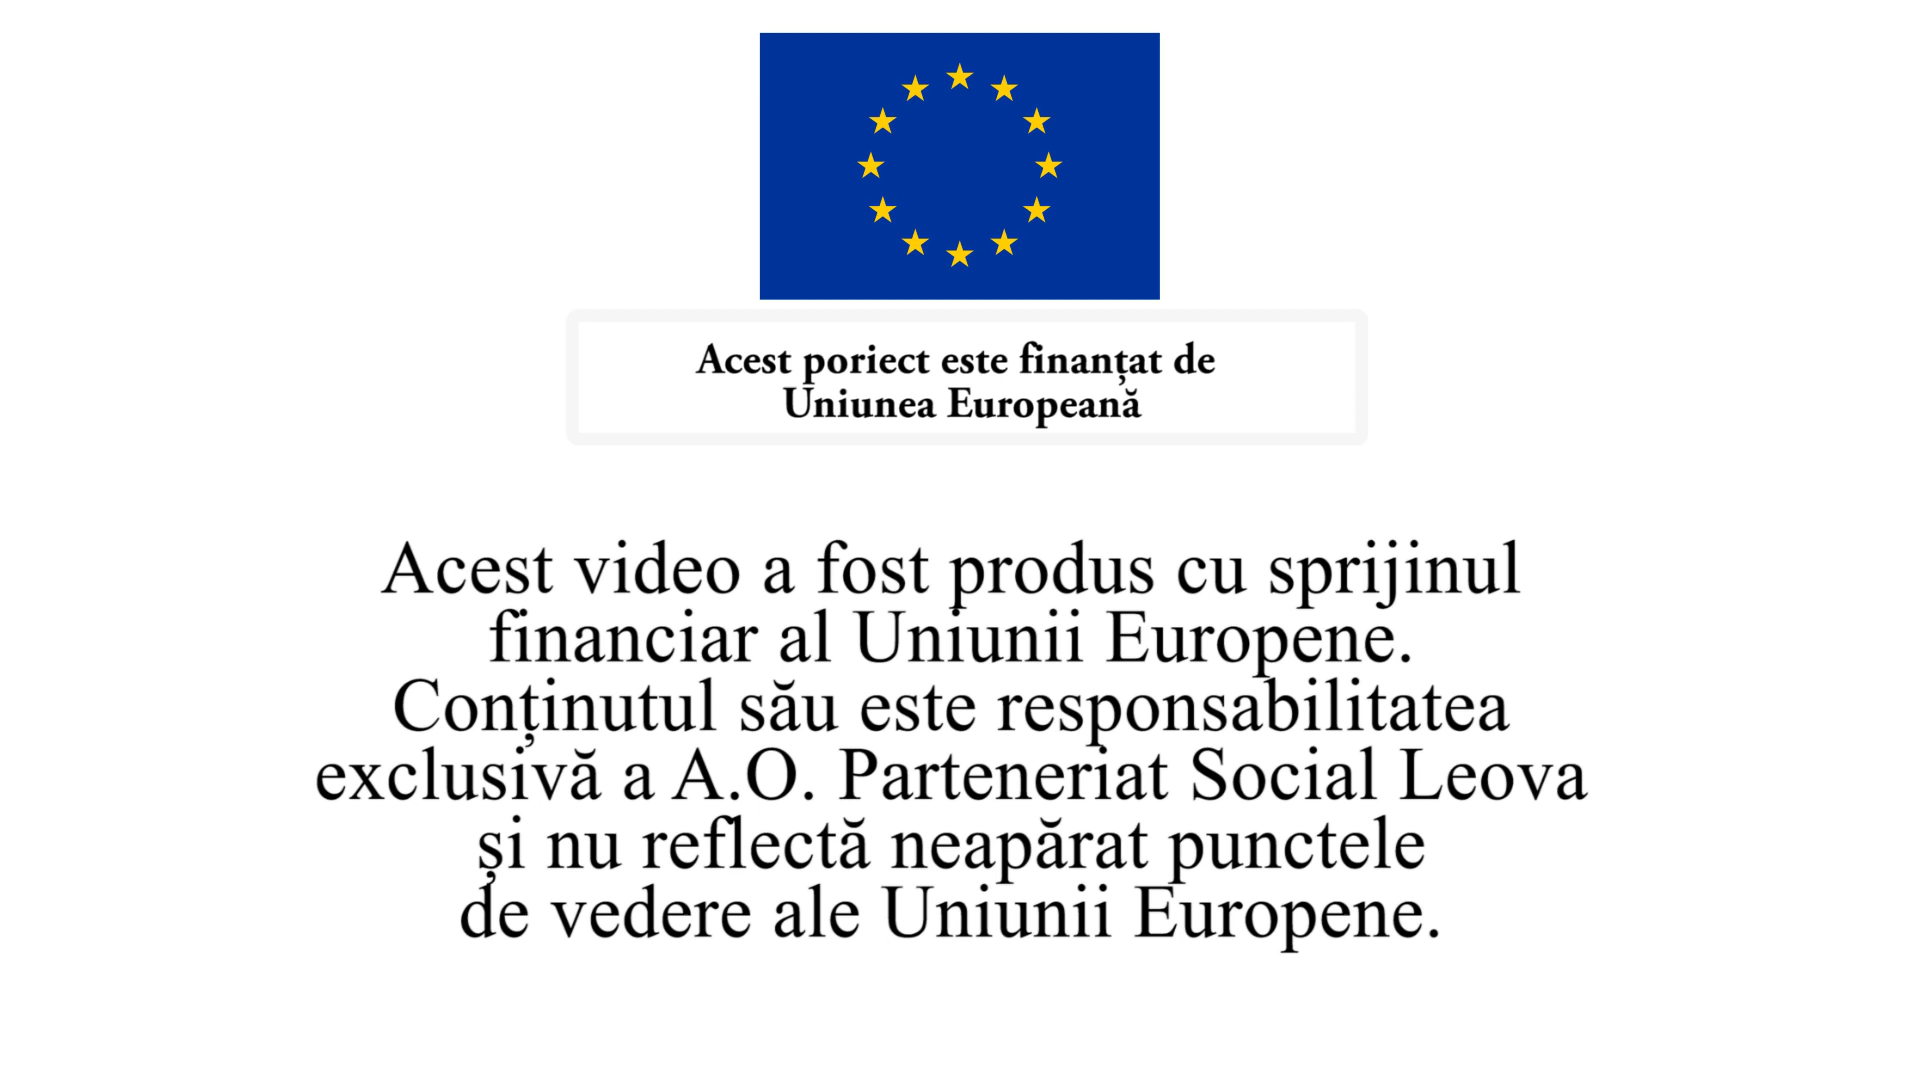 Acest poriect este finanțat de
Uniunea Europeană
Acest video a fost produs cu sprijinul
financiar al Uniunii Europene.
Conținutul său este responsabilitatea
exclusivă a A.O. Parteneriat Social Leova
și nu reflectă neapărat punctele
de vedere ale Uniunii Europene.